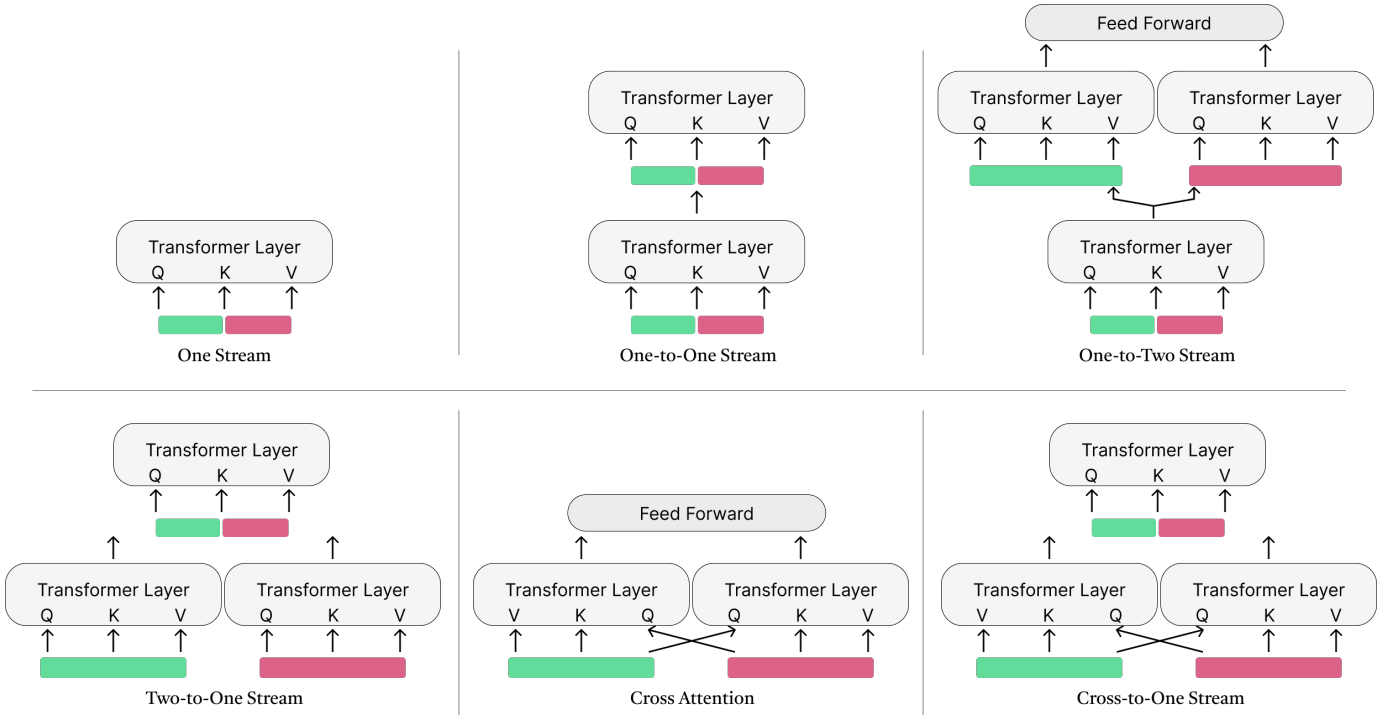 Transformer Layer
Q K V
One Stream
Transformer Layer
Q K V
Transformer Layer
Q K V
One-to-One Stream
Feed Forward
Transformer Layer
Q K V
Transformer Layer
Q K V
Transformer Layer
Q K V
One-to-Two Stream
Transformer Layer
Q K V
Transformer Layer
Q K V
Transformer Layer
Q K V
Two-to-One Stream
Feed Forward
Transformer Layer
V K Q
Transformer Layer
Q K V
Cross Attention
Transformer Layer
Q K V
Transformer Layer
V K Q
Transformer Layer
Q K V
Cross-to-One Stream